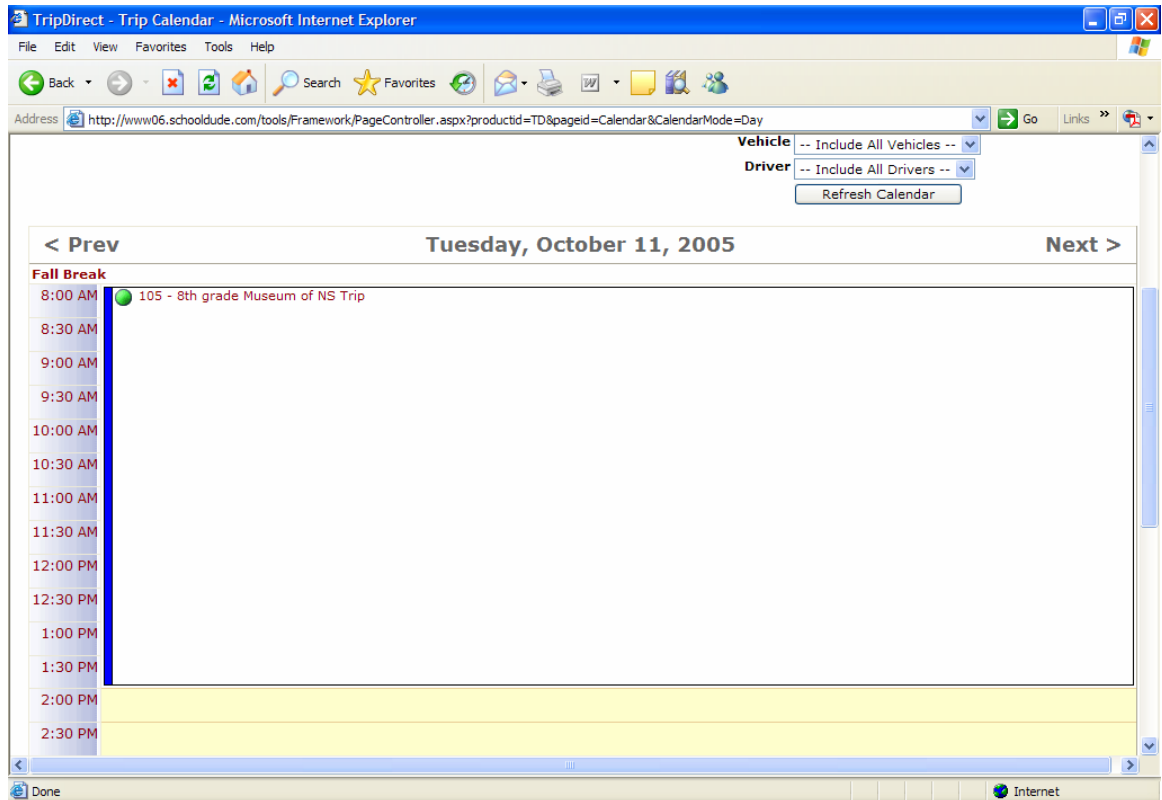 TripDirect - Trip Calendar - Microsoft Internet Explorer
File Edit View Favorites Tools Help
Back Search Favorites
Address http://www06.schooldude.com/tools/Framework/PageController.aspx?productid=TD&pageid=Calendar&CalendarMode=Day Go Links »
Vehicle -- Include All Vehicles --
Driver -- Include All Drivers --
Refresh Calendar
< Prev Tuesday, October 11, 2005 Next >
Fall Break
8:00 AM 105 - 8th grade Museum of NS Trip
8:30 AM
9:00 AM
9:30 AM
10:00 AM
10:30 AM
11:00 AM
11:30 AM
12:00 PM
12:30 PM
1:00 PM
1:30 PM
2:00 PM
2:30 PM
Done Internet